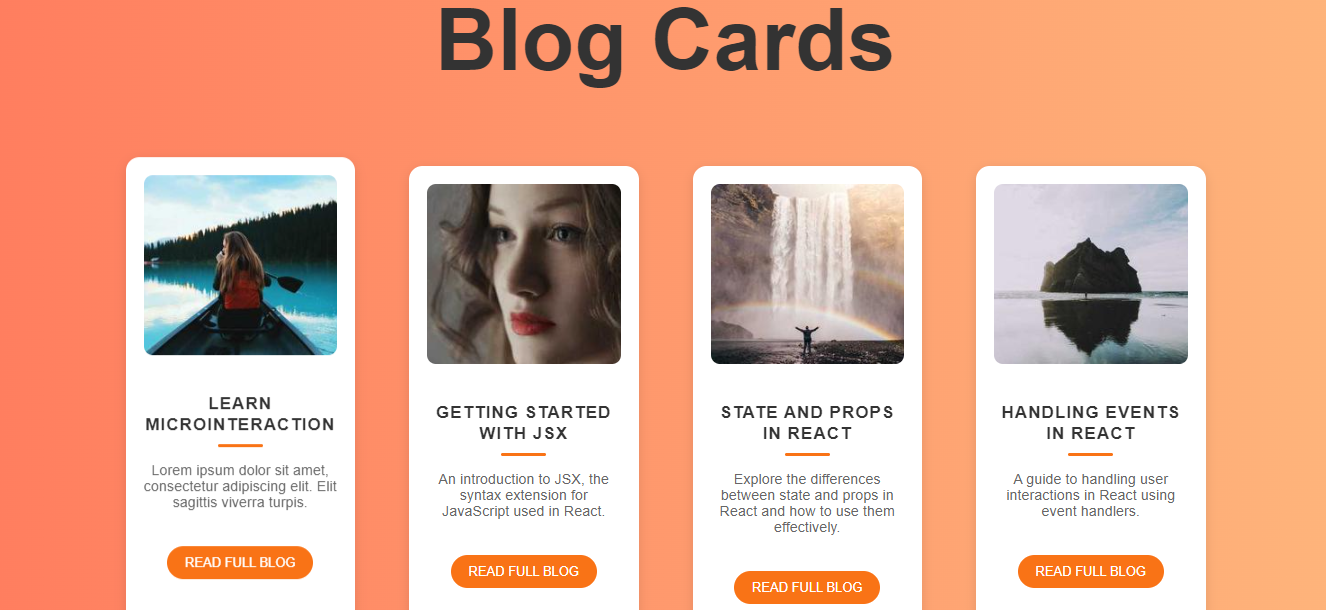 Blog Cards
LEARN
MICROINTERACTION
Lorem ipsum dolor sit amet,
consectetur adipiscing elit. Elit
sagittis viverra turpis.
READ FULL BLOG
GETTING STARTED
WITH JSX
An introduction to JSX, the
syntax extension for
JavaScript used in React.
READ FULL BLOG
STATE AND PROPS
IN REACT
Explore the differences
between state and props in
React and how to use them
effectively.
READ FULL BLOG
HANDLING EVENTS
IN REACT
A guide to handling user
interactions in React using
event handlers.
READ FULL BLOG